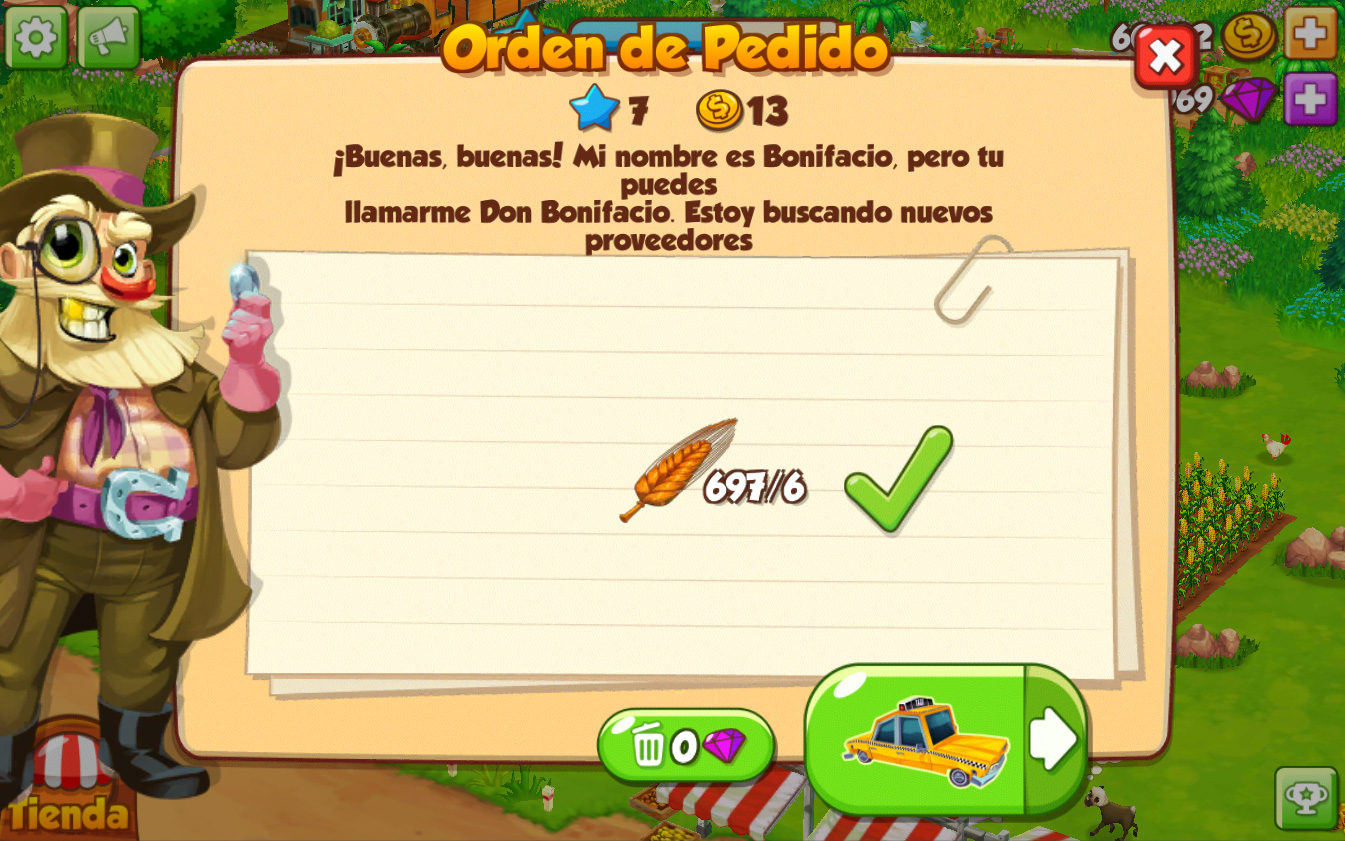 Orden de Pedido
7 13
¡Buenas, buenas! Mi nombre es Bonifacio, pero tu
puedes
llamarme Don Bonifacio. Estoy buscando nuevos
proveedores
697/6
0
TAXI
Tienda